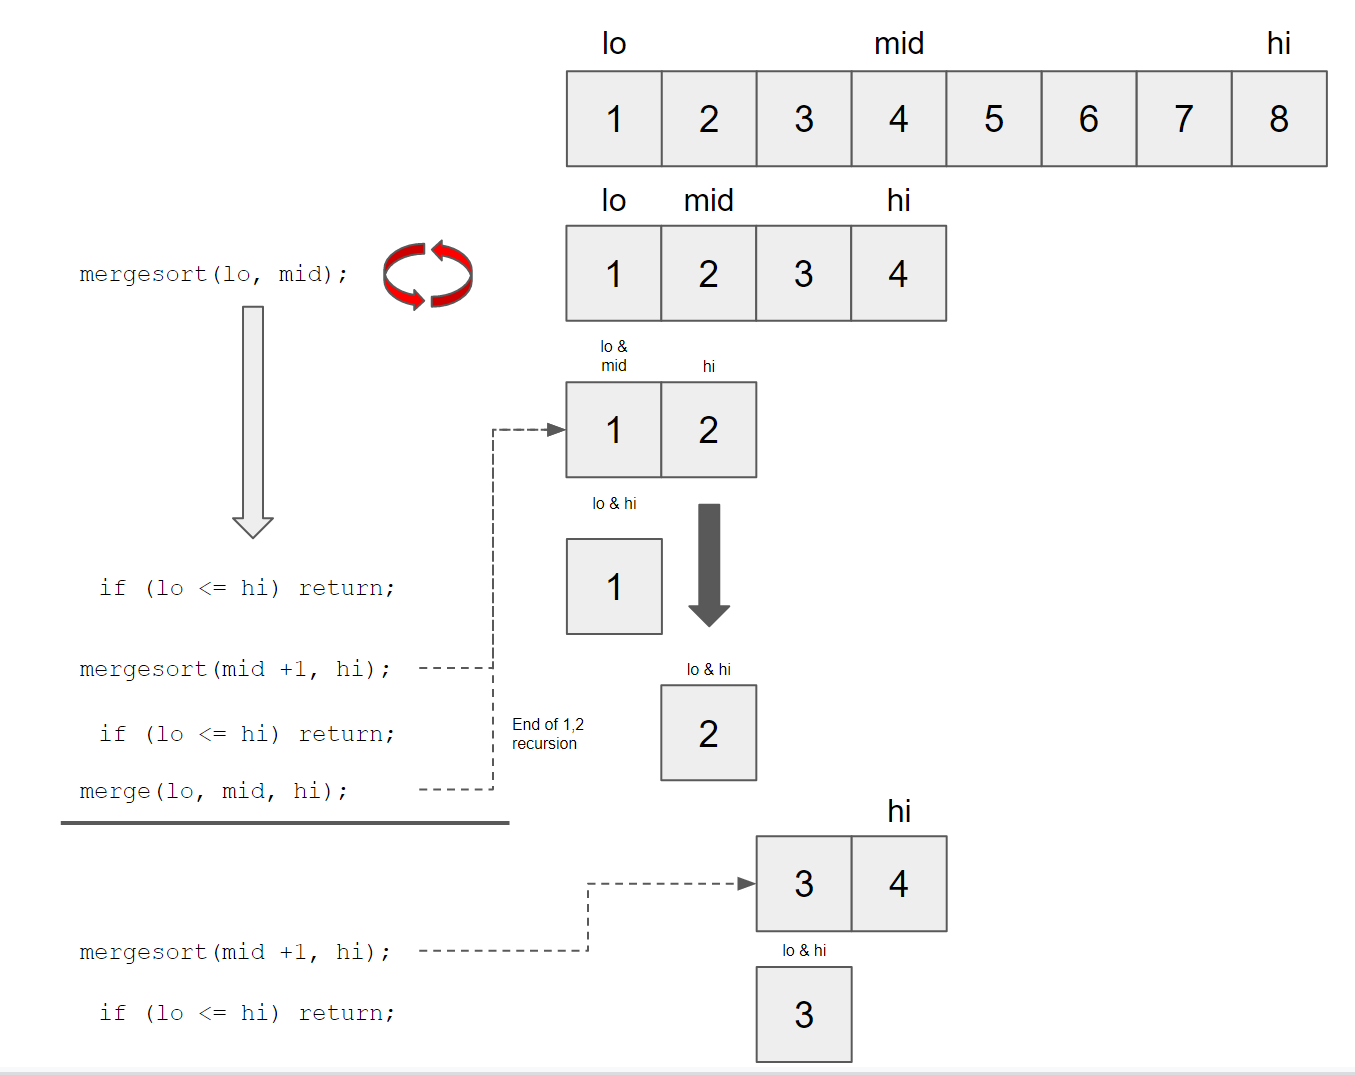 lo mid hi
1 2 3 4 5 6 7 8
lo mid hi
mergesort(lo, mid);
1 2 3 4
lo &
mid
hi
1 2
lo & hi
1
if (lo <= hi) return;
mergesort(mid +1, hi);
lo & hi
if (lo <= hi) return;
End of 1,2
recursion
2
merge(lo, mid, hi);
hi
3 4
mergesort(mid +1, hi);
lo & hi
if (lo <= hi) return;
3